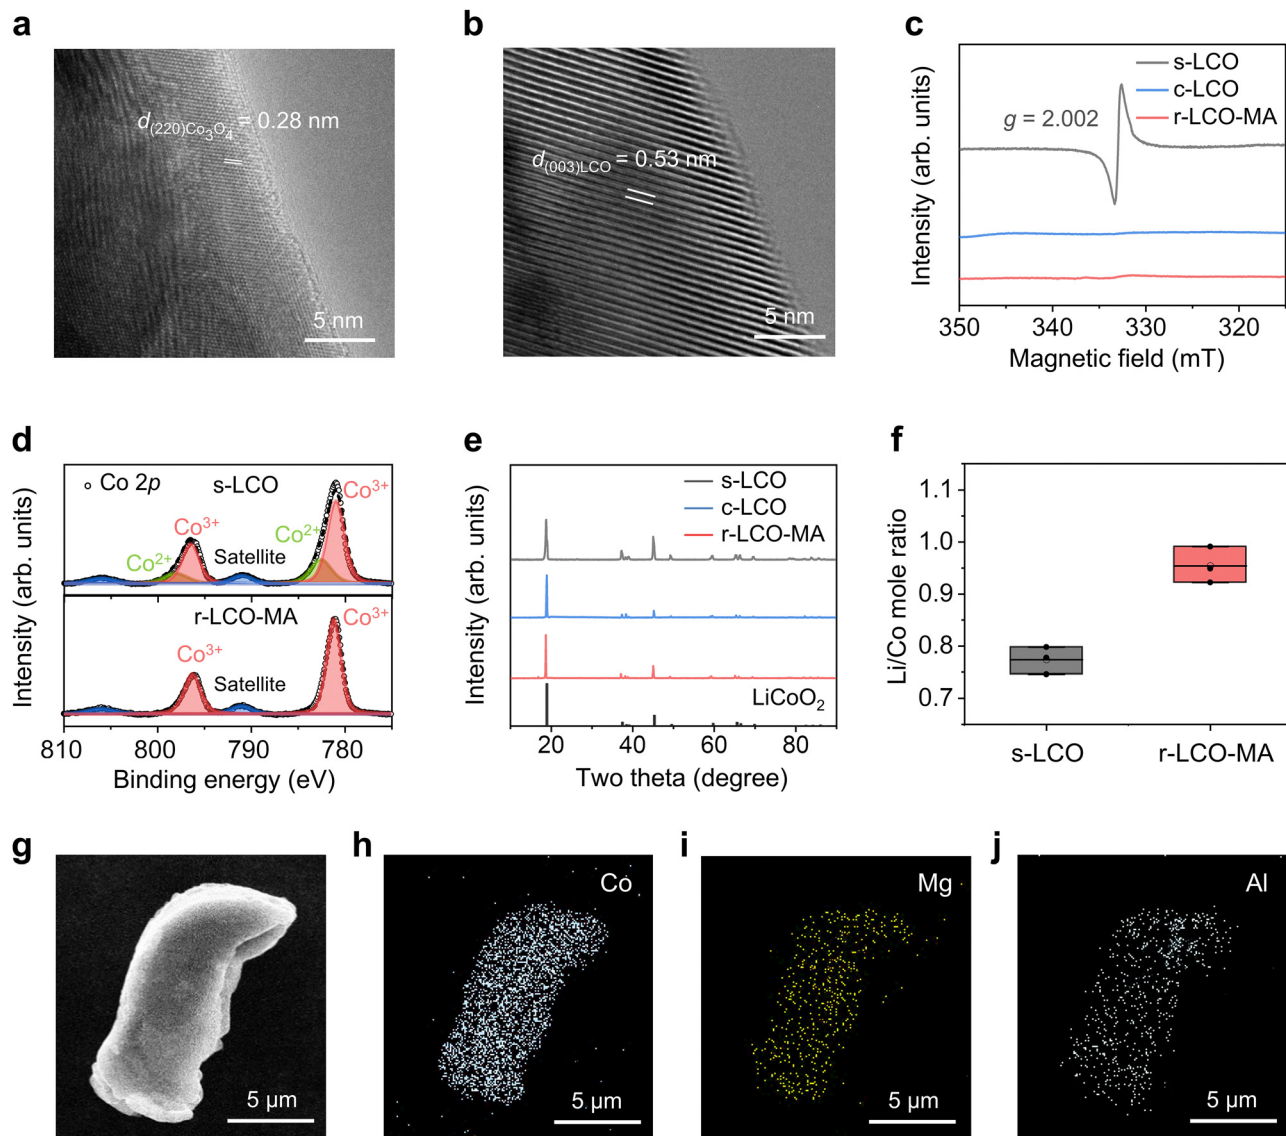 a
d(220)Co3O4 = 0.28 nm
5 nm
b
d(003)LCO = 0.53 nm
5 nm
c
s-LCO
c-LCO
r-LCO-MA
g = 2.002
Intensity (arb. units)
350 340 330 320
Magnetic field (mT)
d
Co 2p
s-LCO
Co3+
Co2+
Co3+
Co2+
Satellite
r-LCO-MA
Co3+
Co3+
Satellite
Intensity (arb. units)
810 800 790 780
Binding energy (eV)
e
s-LCO
c-LCO
r-LCO-MA
LiCoO2
Intensity (arb. units)
20 40 60 80
Two theta (degree)
f
1.1
1.0
0.9
0.8
0.7
Li/Co mole ratio
s-LCO r-LCO-MA
g
5 μm
h
Co
5 μm
i
Mg
5 μm
j
Al
5 μm